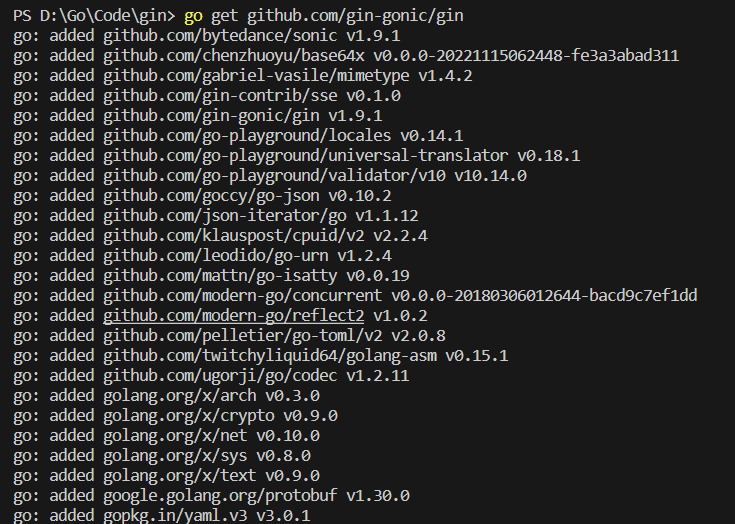 PS D:\Go\Code\gin> go get github.com/gin-gonic/gin
go: added github.com/bytedance/sonic v1.9.1
go: added github.com/chenzhuoyu/base64x v0.0.0-20221115062448-fe3a3abad311
go: added github.com/gabriel-vasile/mimetype v1.4.2
go: added github.com/gin-contrib/sse v0.1.0
go: added github.com/gin-gonic/gin v1.9.1
go: added github.com/go-playground/locales v0.14.1
go: added github.com/go-playground/universal-translator v0.18.1
go: added github.com/go-playground/validator/v10 v10.14.0
go: added github.com/goccy/go-json v0.10.2
go: added github.com/json-iterator/go v1.1.12
go: added github.com/klauspost/cpuid/v2 v2.2.4
go: added github.com/leodido/go-urn v1.2.4
go: added github.com/mattn/go-isatty v0.0.19
go: added github.com/modern-go/concurrent v0.0.0-20180306012644-bacd9c7ef1dd
go: added github.com/modern-go/reflect2 v1.0.2
go: added github.com/pelletier/go-toml/v2 v2.0.8
go: added github.com/twitchyliquid64/golang-asm v0.15.1
go: added github.com/ugorji/go/codec v1.2.11
go: added golang.org/x/arch v0.3.0
go: added golang.org/x/crypto v0.9.0
go: added golang.org/x/net v0.10.0
go: added golang.org/x/sys v0.8.0
go: added golang.org/x/text v0.9.0
go: added google.golang.org/protobuf v1.30.0
go: added gopkg.in/yaml.v3 v3.0.1